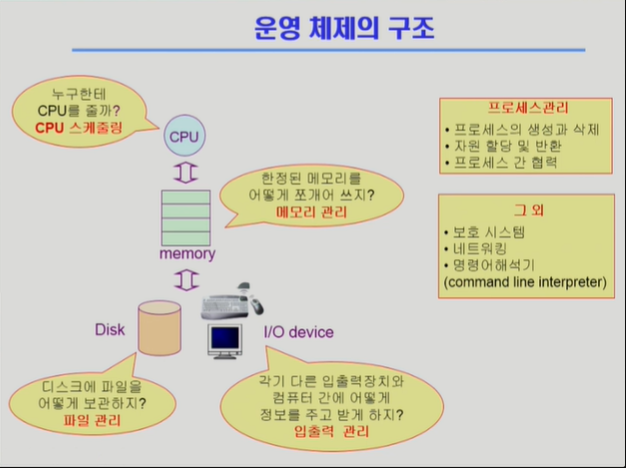 운영 체제의 구조
누구한테
CPU를 줄까?
CPU 스케줄링
CPU
한정된 메모리를
어떻게 쪼개어 쓰지?
메모리 관리
memory
Disk
I/O device
디스크에 파일을
어떻게 보관하지?
파일 관리
각기 다른 입출력장치와
컴퓨터 간에 어떻게
정보를 주고 받게 하지?
입출력 관리
프로세스관리
• 프로세스의 생성과 삭제
• 자원 할당 및 반환
• 프로세스 간 협력
그 외
• 보호 시스템
• 네트워킹
• 명령어해석기
(command line interpreter)